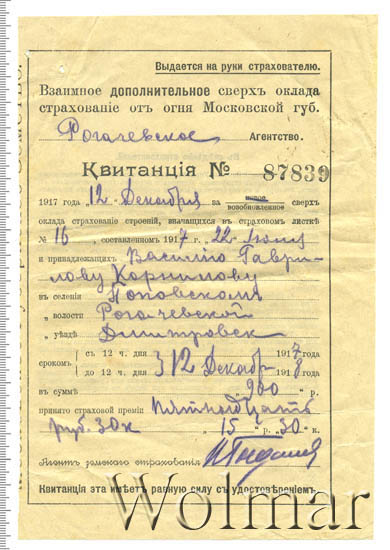 Выдается на руки страхователю.
Взаимное дополнительное сверхъ оклада
страхованіе отъ огня Московской губ.
Рогачевское Агентство.
Квитанція № 87839
1917 года 12 Декабря за новое возобновленное сверхъ
оклада страхованіе строеній, значащихся въ страховомъ листкѣ
№ 16, составленномъ 1917 г. „22 Іюня
и принадлежащихъ Василію Гаври-
лову Корнилову
въ селеніи Поповскомъ
„ волости Рогачевской
„ уѣздѣ Дмитровск
срокомъ съ 12 ч. дня 12 Декабр 1917 года
до 12 ч. дня 1918 года
въ суммѣ „ 900 „ р.
принято страховой преміи Пятнадцать
руб. 30 к „ 15 „ р. 30 к.
Агентъ земскаго страхованія
Квитанція эта имѣетъ равную силу съ удостовѣреніемъ.
Wolmar